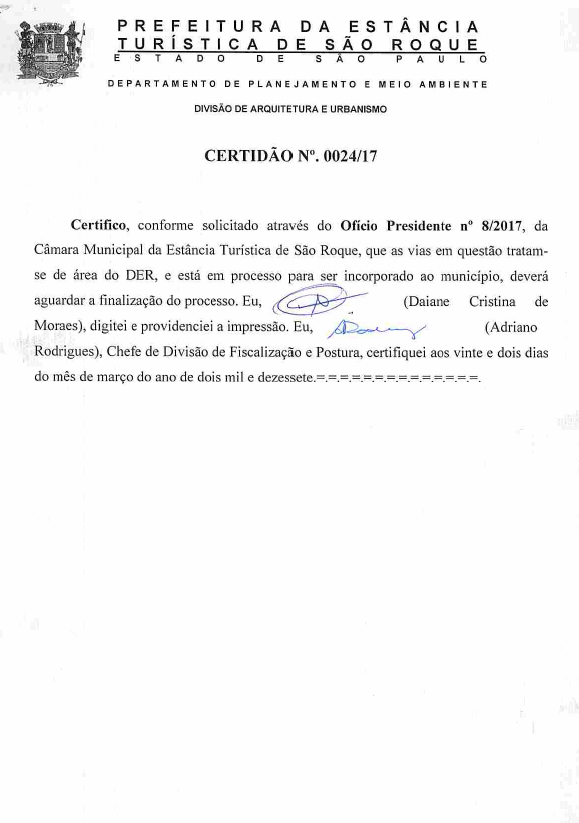 PREFEITURA DA ESTÂNCIA
TURÍSTICA DE SÃO ROQUE
ESTADO DE SÃO PAULO
DEPARTAMENTO DE PLANEJAMENTO E MEIO AMBIENTE
DIVISÃO DE ARQUITETURA E URBANISMO
CERTIDÃO Nº. 0024/17
Certifico, conforme solicitado através do Ofício Presidente nº 8/2017, da
Câmara Municipal da Estância Turística de São Roque, que as vias em questão tratam-
se de área do DER, e está em processo para ser incorporado ao município, deverá
aguardar a finalização do processo. Eu, (Daiane Cristina de
Moraes), digitei e providenciei a impressão. Eu, (Adriano
Rodrigues), Chefe de Divisão de Fiscalização e Postura, certifiquei aos vinte e dois dias
do mês de março do ano de dois mil e dezessete.=.=.=.=.=.=.=.=.=.=.=.=.=.=.